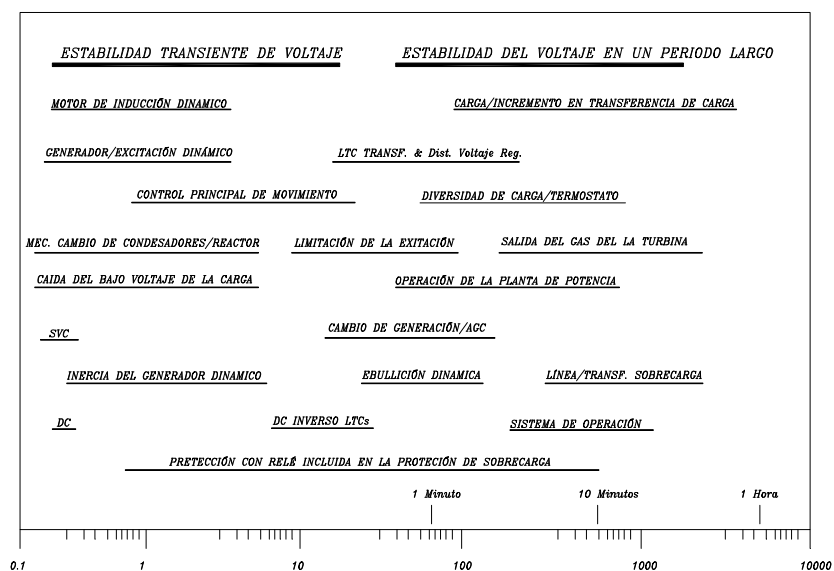 ESTABILIDAD TRANSIENTE DE VOLTAJE
ESTABILIDAD DEL VOLTAJE EN UN PERIODO LARGO
MOTOR DE INDUCCIÓN DINAMICO
CARGA/INCREMENTO EN TRANSFERENCIA DE CARGA
GENERADOR/EXCITACIÓN DINÁMICO
LTC TRANSF. & Dist. Voltaje Reg.
CONTROL PRINCIPAL DE MOVIMIENTO
DIVERSIDAD DE CARGA/TERMOSTATO
MEC. CAMBIO DE CONDESADORES/REACTOR
LIMITACIÓN DE LA EXITACIÓN
SALIDA DEL GAS DEL LA TURBINA
CAIDA DEL BAJO VOLTAJE DE LA CARGA
OPERACIÓN DE LA PLANTA DE POTENCIA
SVC
CAMBIO DE GENERACIÓN/AGC
INERCIA DEL GENERADOR DINAMICO
EBULLICIÓN DINAMICA
LÍNEA/TRANSF. SOBRECARGA
DC
DC INVERSO LTCs
SISTEMA DE OPERACIÓN
PRETECCIÓN CON RELÉ INCLUIDA EN LA PROTECIÓN DE SOBRECARGA
1 Minuto
10 Minutos
1 Hora
0.1
1
10
100
1000
10000